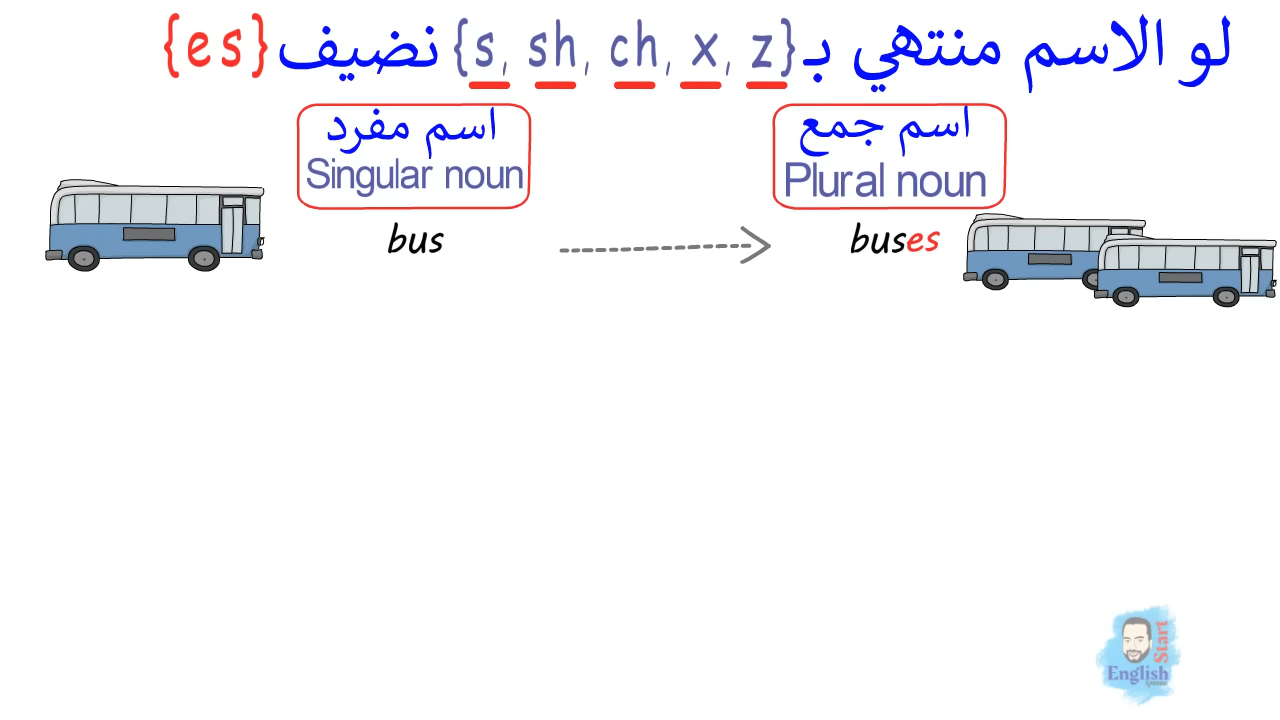 لو الاسم منتهي بـ {s, sh, ch, x, z} نضيف {es}
اسم مفرد
Singular noun
اسم جمع
Plural noun
bus
buses
English
Start